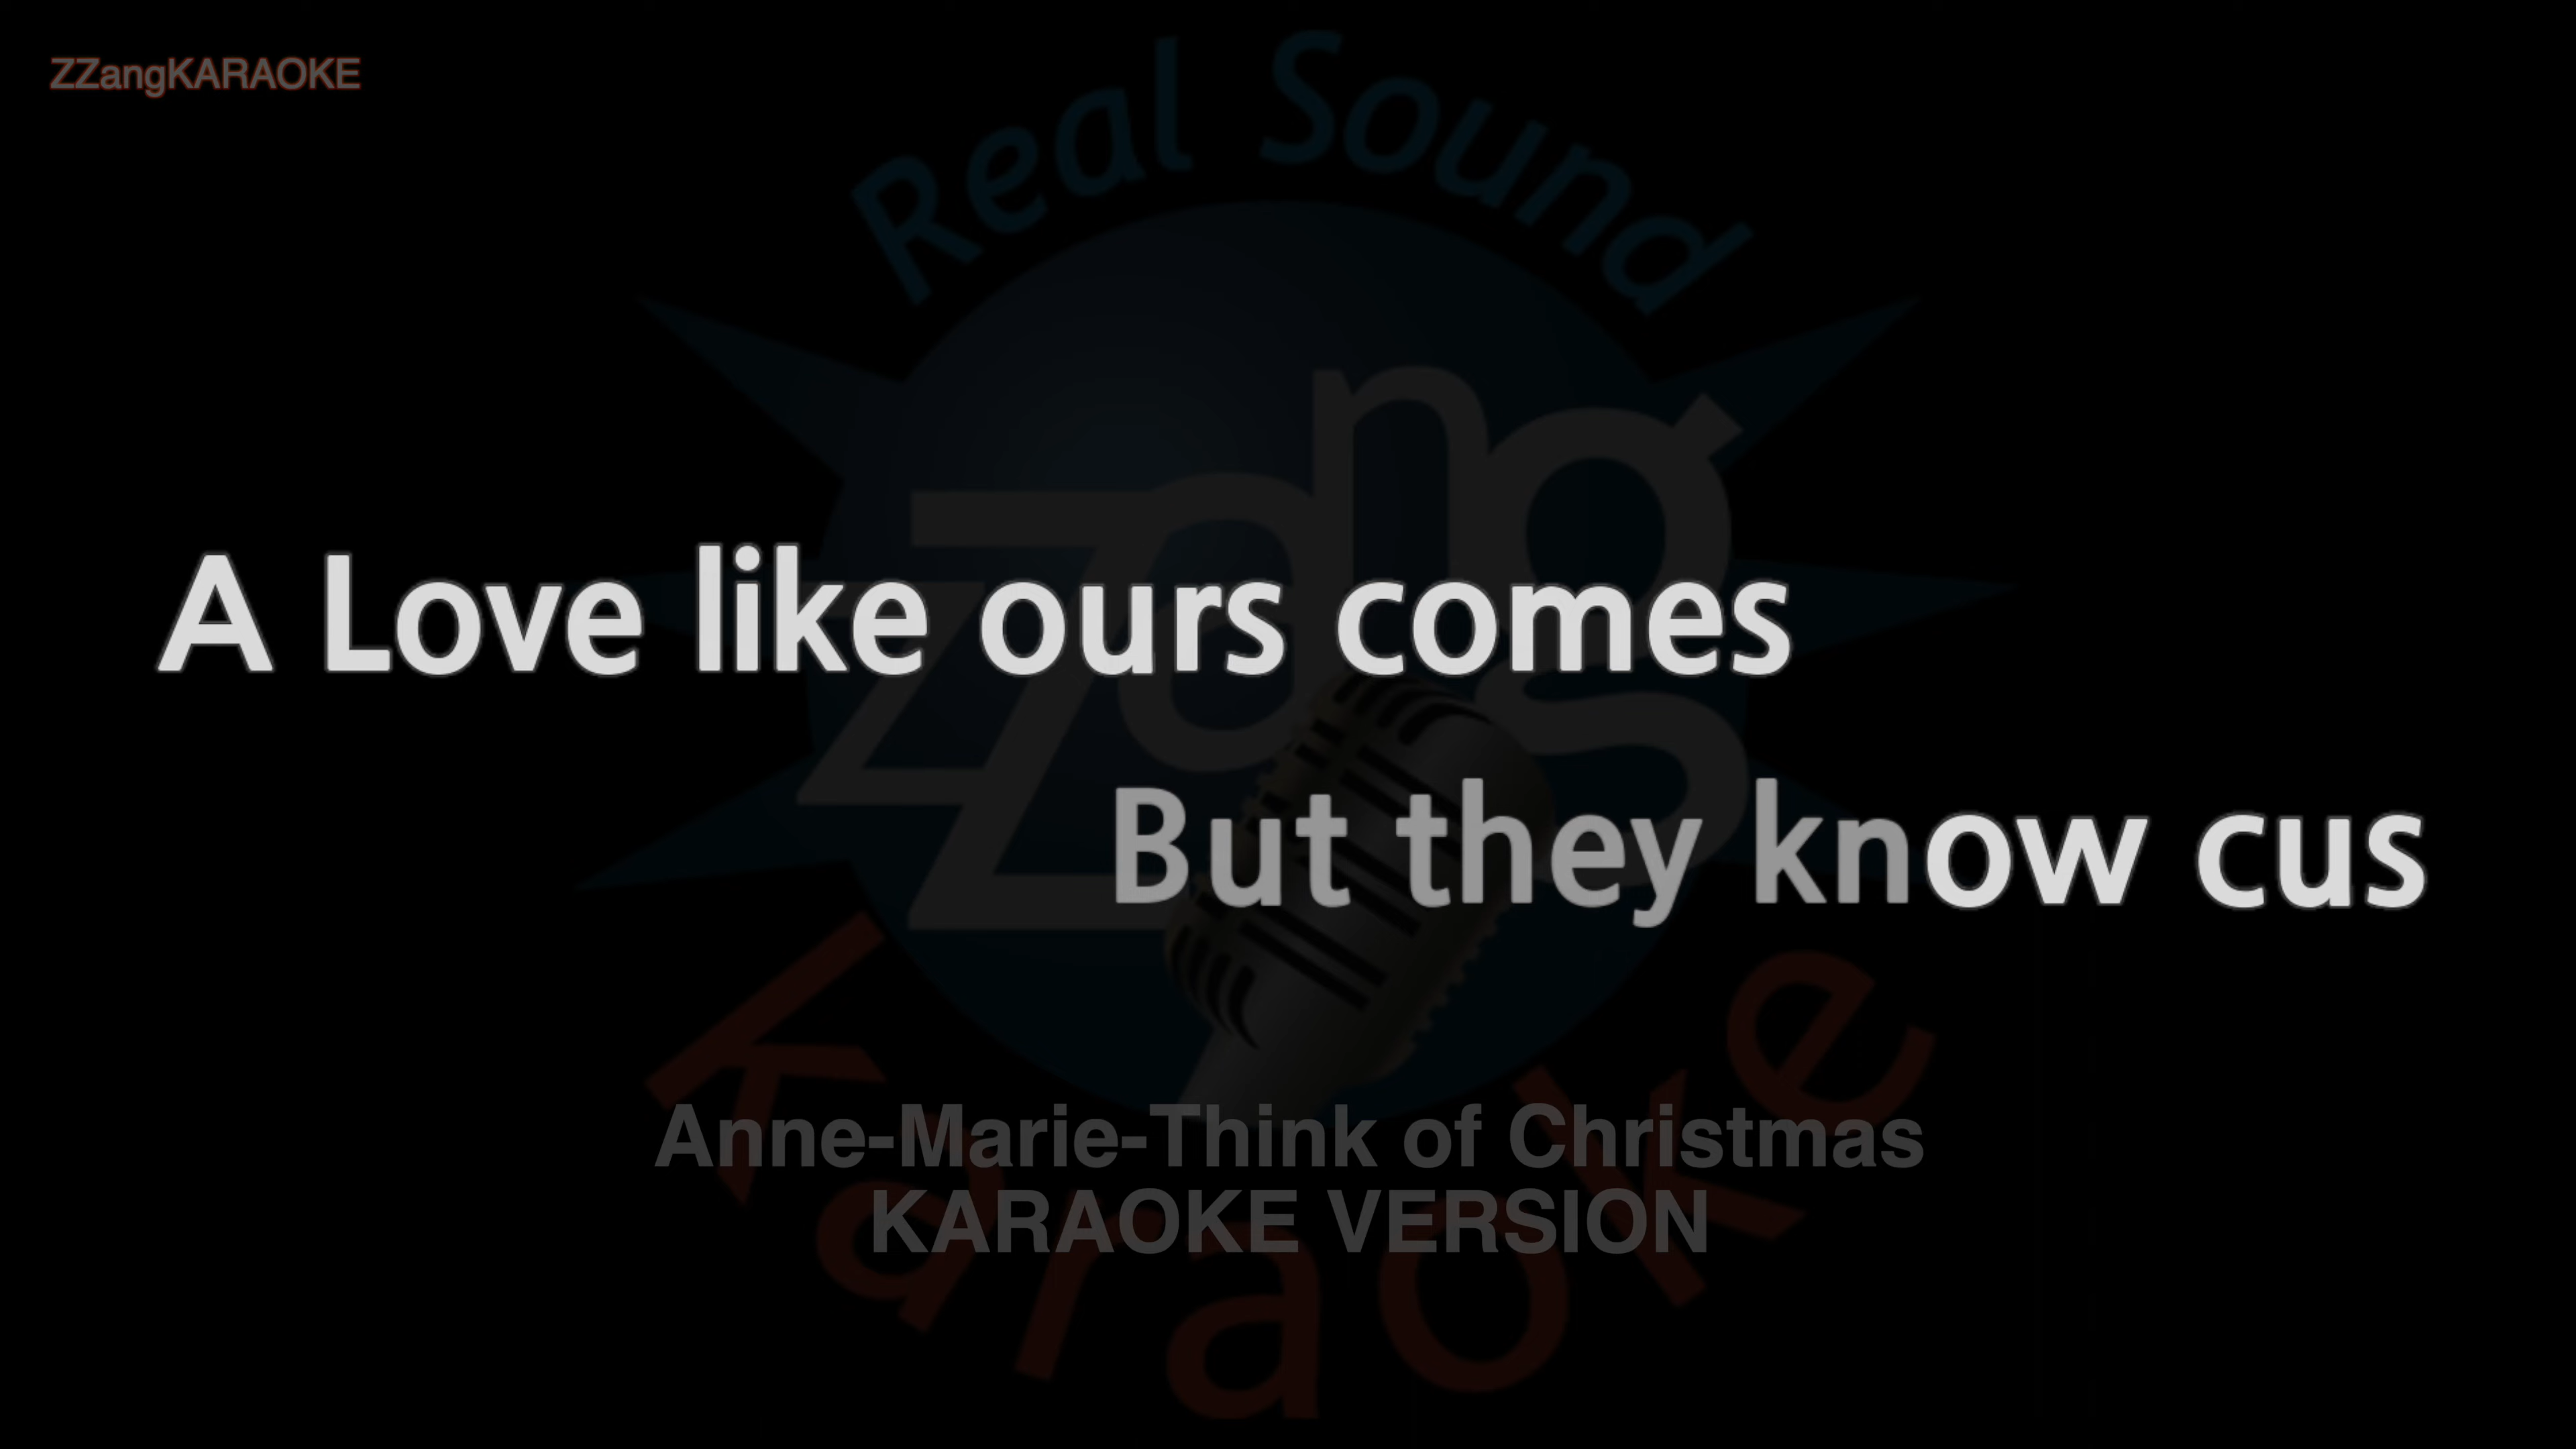 ZZangKARAOKE
Real Sound
zzang
A Love like ours comes
But they know cus
Anne-Marie-Think of Christmas
KARAOKE VERSION
Karaoke